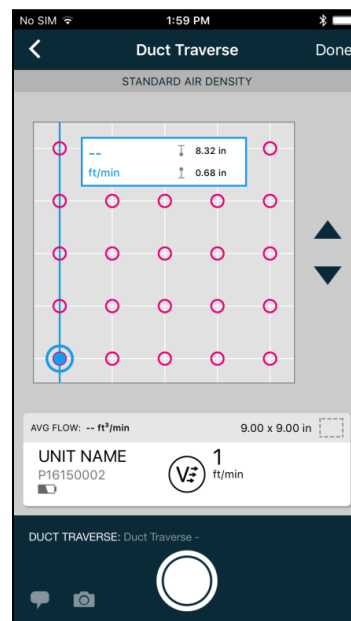 No SIM 1:59 PM
Duct Traverse Done
STANDARD AIR DENSITY
-- 8.32 in
ft/min 0.68 in
AVG FLOW: -- ft³/min 9.00 x 9.00 in
UNIT NAME
P16150002
V
1
ft/min
DUCT TRAVERSE: Duct Traverse -